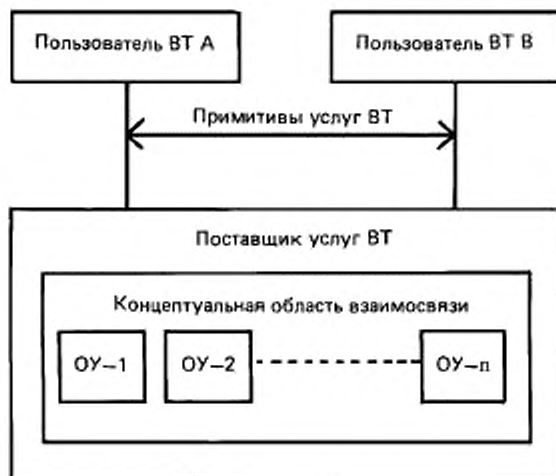 Пользователь ВТ А
Пользователь ВТ В
Примитивы услуг ВТ
Поставщик услуг ВТ
Концептуальная область взаимосвязи
ОУ—1
ОУ—2
ОУ—n